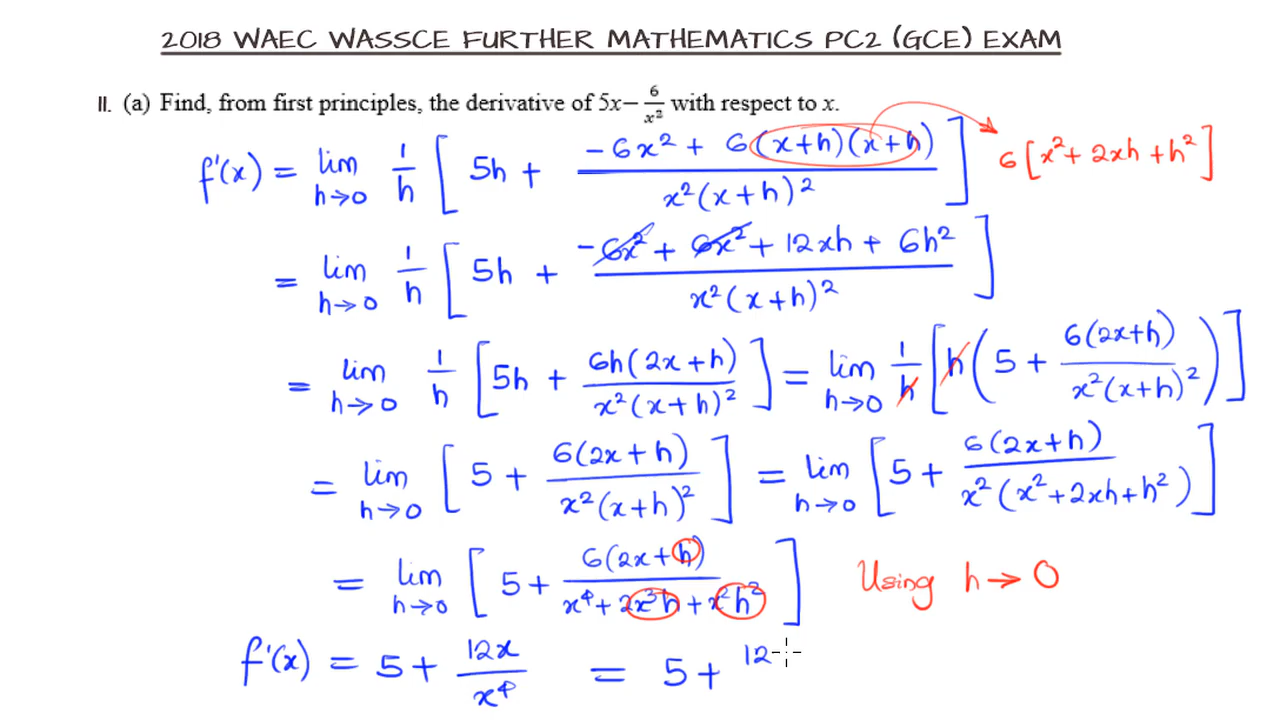 2018 WAEC WASSCE FURTHER MATHEMATICS PC2 (GCE) EXAM
II. (a) Find, from first principles, the derivative of 5x− 6/x² with respect to x.
f'(x) = lim h→0 1/h [ 5h + (−6x² + 6(x+h)(x+h))/(x²(x+h)²) ] 6[x²+ 2xh +h²]
= lim h→0 1/h [ 5h + (−6x² + 6x² + 12xh + 6h²)/(x²(x+h)²) ]
= lim h→0 1/h [ 5h + 6h(2x+h)/(x²(x+h)²) ] = lim h→0 1/h [ h( 5 + 6(2x+h)/(x²(x+h)²) ) ]
= lim h→0 [ 5 + 6(2x+h)/(x²(x+h)²) ] = lim h→0 [ 5 + 6(2x+h)/(x²(x²+2xh+h²)) ]
= lim h→0 [ 5 + 6(2x+h)/(x⁴+ 2x³h + x²h²) ] Using h→0
f'(x) = 5 + 12x/x⁴ = 5 + 12